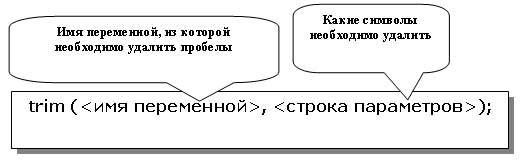 Имя переменной, из которой
необходимо удалить пробелы
Какие символы
необходимо удалить
trim (<имя переменной>, <строка параметров>);